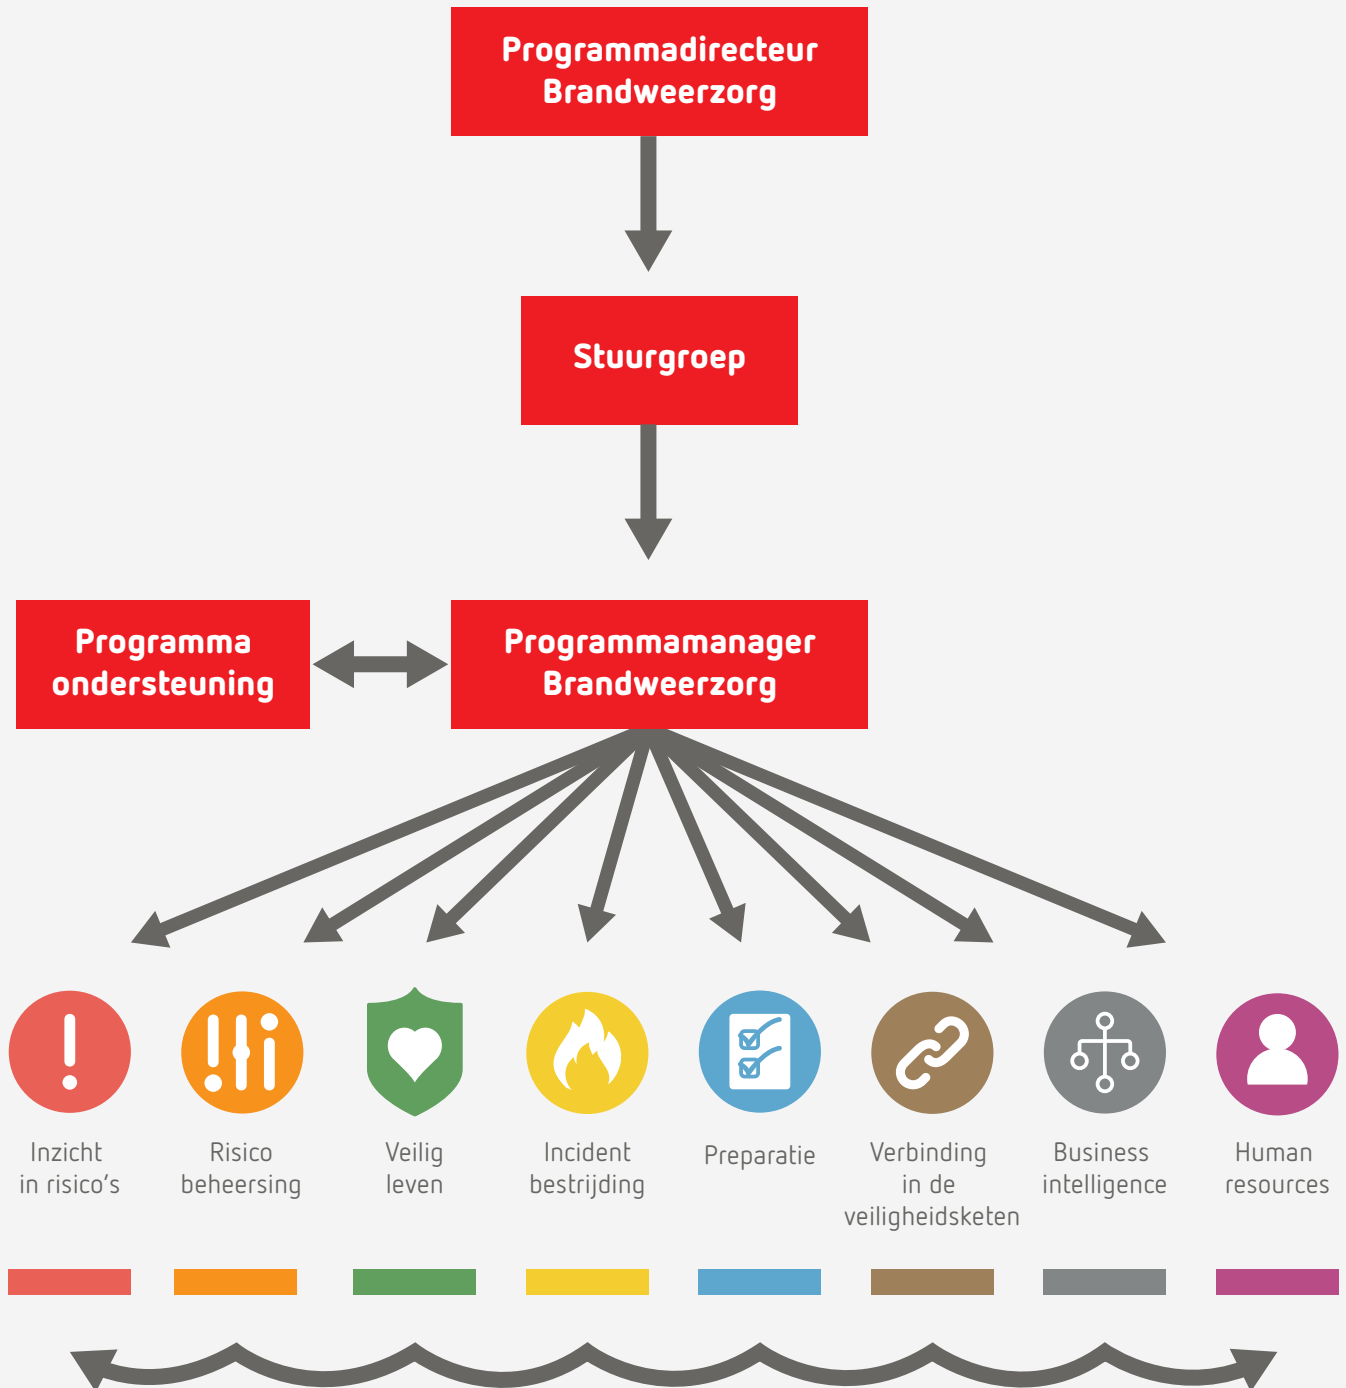 Programmadirecteur
Brandweerzorg
Stuurgroep
Programma
ondersteuning
Programmamanager
Brandweerzorg
Inzicht
in risico's
Risico
beheersing
Veilig
leven
Incident
bestrijding
Preparatie
Verbinding
in de
veiligheidsketen
Business
intelligence
Human
resources